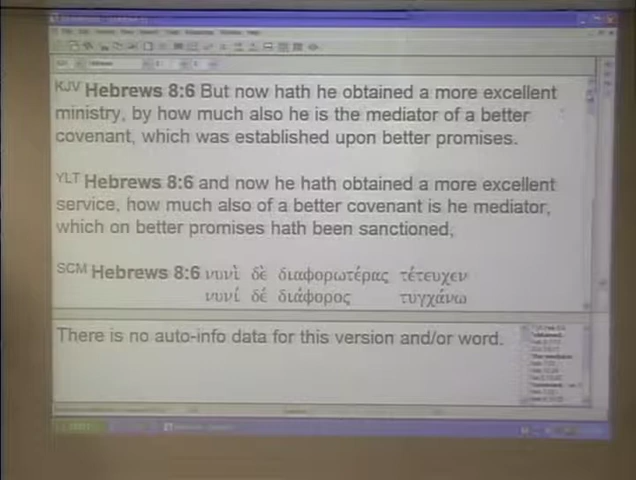 KJV Hebrews 8:6 But now hath he obtained a more excellent
ministry, by how much also he is the mediator of a better
covenant, which was established upon better promises.
YLT Hebrews 8:6 and now he hath obtained a more excellent
service, how much also of a better covenant is he mediator,
which on better promises hath been sanctioned,
SCM Hebrews 8:6 νυνὶ δὲ διαφορωτέρας τέτευχεν
νυνί δέ διάφορος τυγχάνω
There is no auto-info data for this version and/or word.